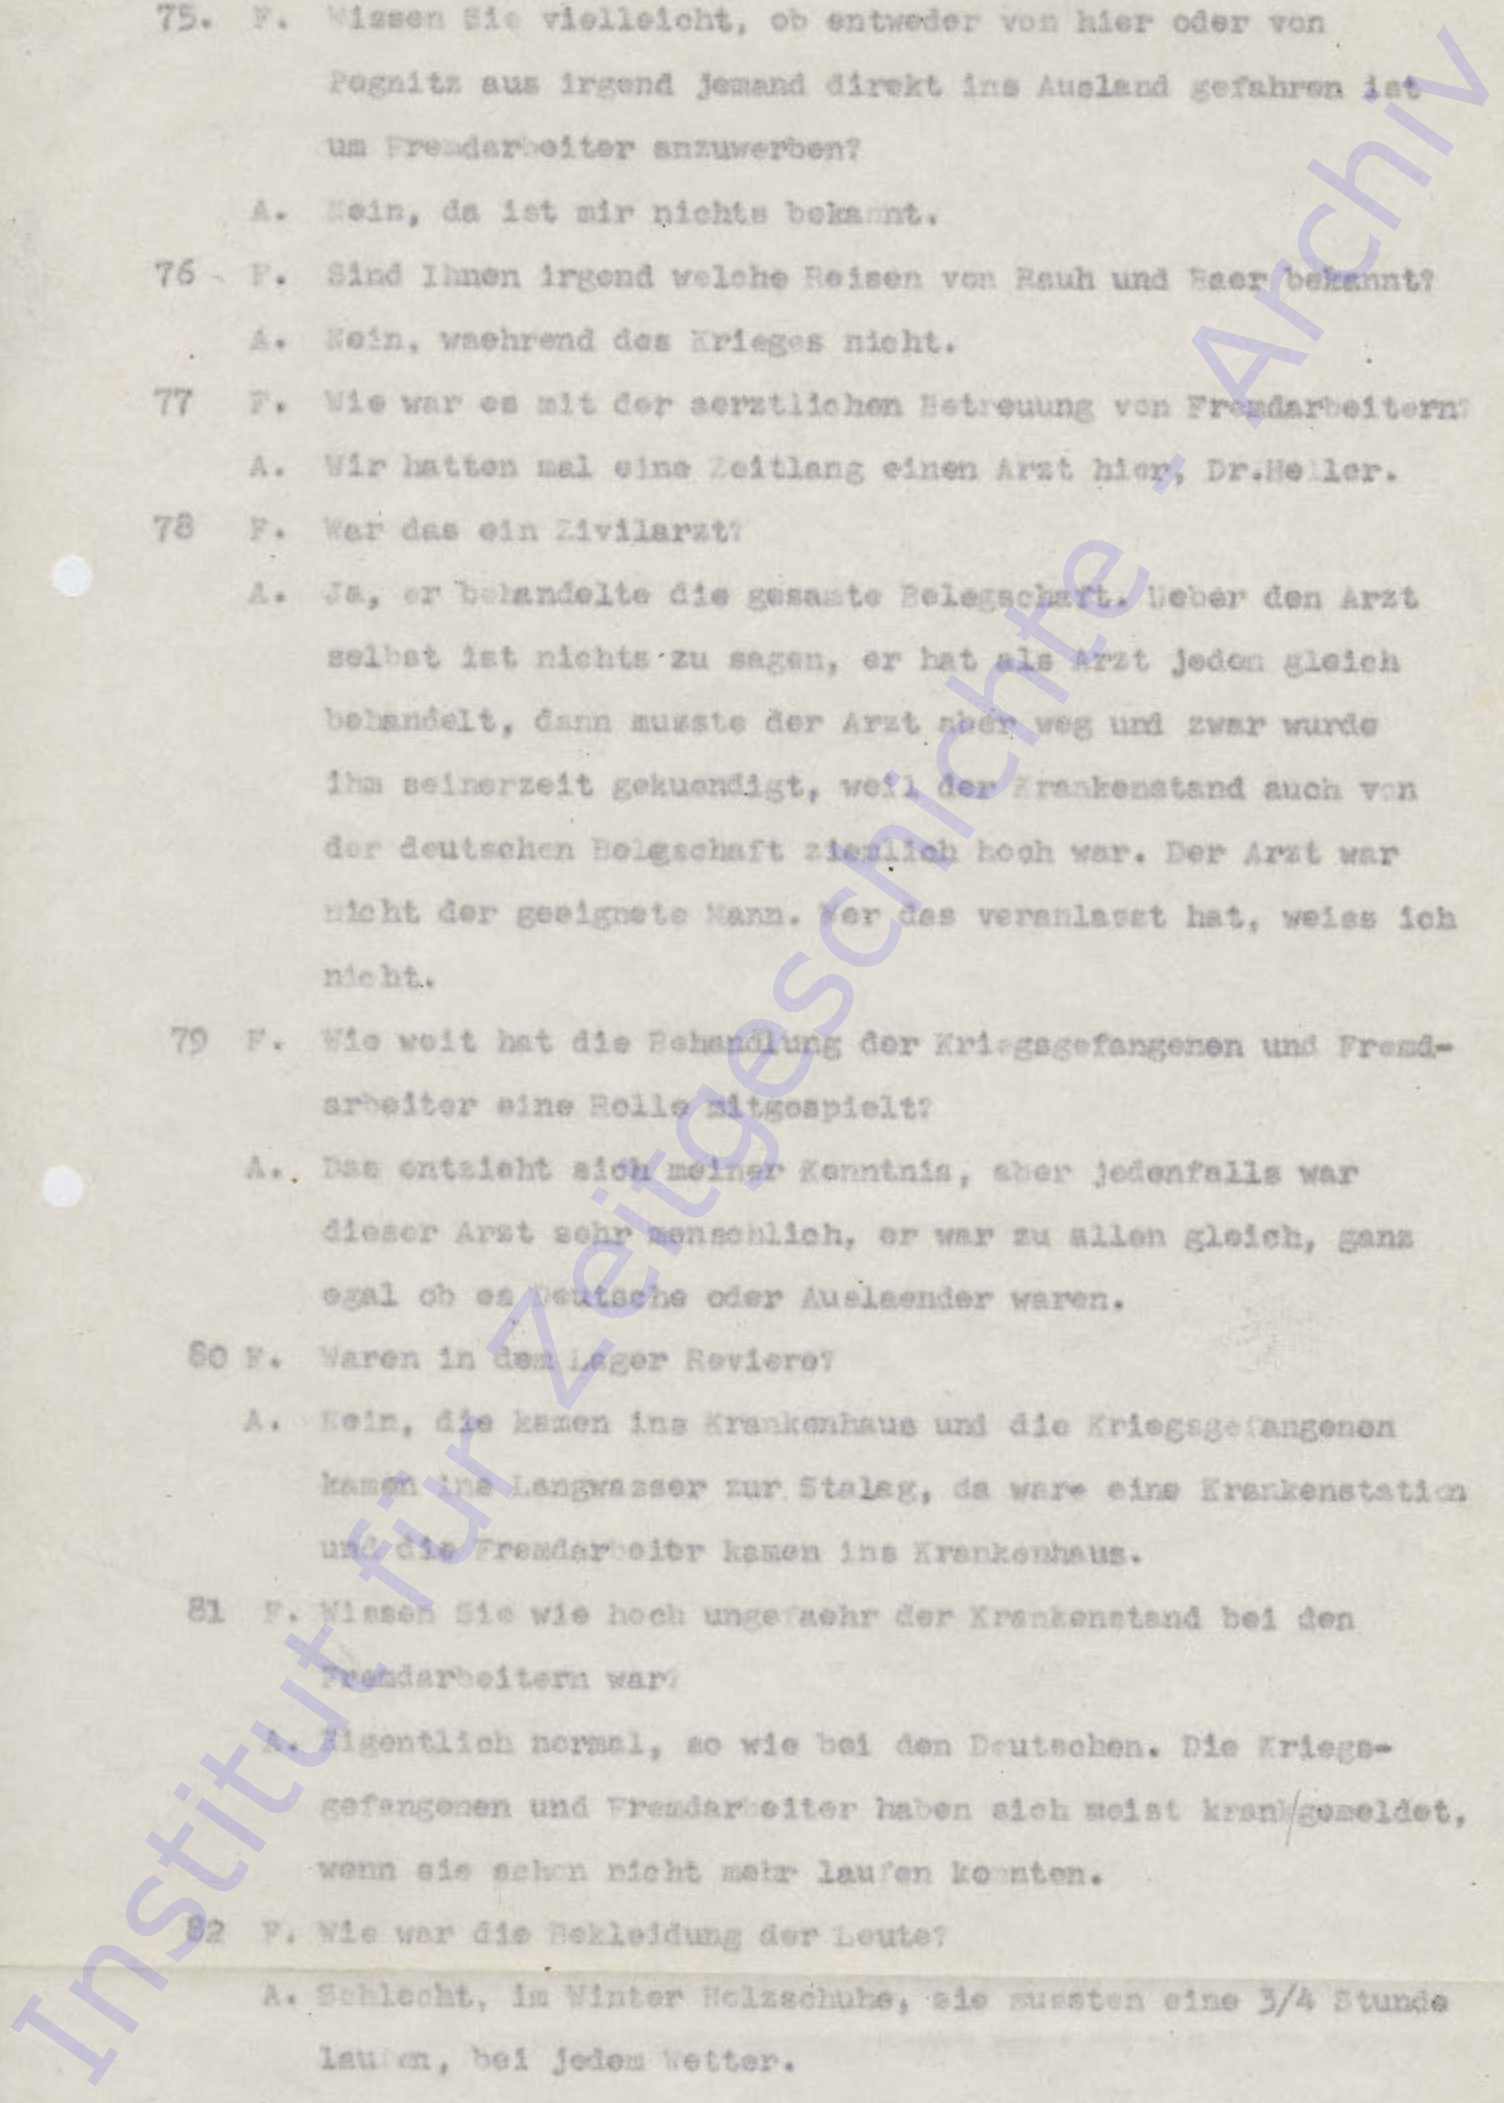 75. F. Wissen Sie vielleicht, ob entweder von hier oder von
Pegnitz aus irgend jemand direkt ins Ausland gefahren ist
um Fremdarbeiter anzuwerben?
A. Nein, da ist mir nichts bekannt.
76 F. Sind Ihnen irgend welche Reisen von Rauh und Baer bekannt?
A. Nein, waehrend des Krieges nicht.
77 F. Wie war es mit der aerztlichen Betreuung von Fremdarbeitern?
A. Wir hatten mal eine Zeitlang einen Arzt hier, Dr.Heller.
78 F. War das ein Zivilarzt?
A. Ja, er behandelte die gesamte Belegschaft. Ueber den Arzt
selbst ist nichts zu sagen, er hat als Arzt jeden gleich
behandelt, dann musste der Arzt aber weg und zwar wurde
ihm seinerzeit gekuendigt, weil der Krankenstand auch von
der deutschen Belgschaft ziemlich hoch war. Der Arzt war
nicht der geeignete Mann. Wer das veranlasst hat, weiss ich
nicht.
79 F. Wie weit hat die Behandlung der Kriegsgefangenen und Fremd-
arbeiter eine Rolle mitgespielt?
A. Das entzieht sich meiner Kenntnis, aber jedenfalls war
dieser Arzt sehr menschlich, er war zu allen gleich, ganz
egal ob es Deutsche oder Auslaender waren.
80 F. Waren in dem Lager Reviere?
A. Nein, die kamen ins Krankenhaus und die Kriegsgefangenen
kamen ins Langwasser zur Stalag, da ware eine Krankenstation
und die Fremdarbeitr kamen ins Krankenhaus.
81 F. Wissen Sie wie hoch ungefaehr der Krankenstand bei den
Fremdarbeitern war?
A. Eigentlich normal, so wie bei den Deutschen. Die Kriegs-
gefangenen und Fremdarbeiter haben sich meist krank/gemeldet,
wenn sie schon nicht mehr laufen konnten.
82 F. Wie war die Bekleidung der Leute?
A. Schlecht, im Winter Holzschuhe, sie mussten eine 3/4 Stunde
laufen, bei jedem Wetter.
Institut für Zeitgeschichte - Archiv